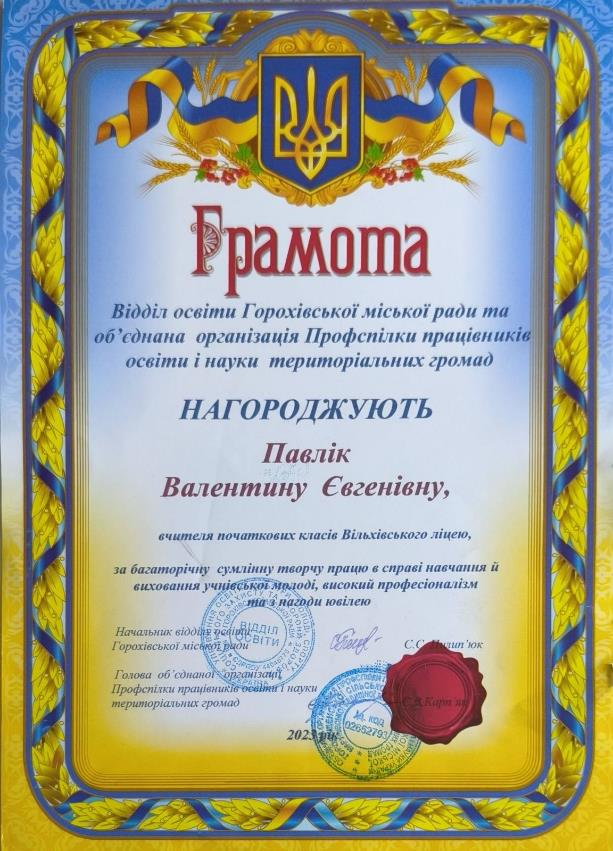 Грамота
Відділ освіти Горохівської міської ради та
об’єднана організація Профспілки працівників
освіти і науки територіальних громад
НАГОРОДЖУЮТЬ
Павлік
Валентину Євгенівну,
вчителя початкових класів Вільхівського ліцею,
за багаторічну сумлінну творчу працю в справі навчання й
виховання учнівської молоді, високий професіоналізм
та з нагоди ювілею
Начальник відділу освіти
Горохівської міської ради С.С. Пилип’юк
ВІДДІЛ
ОСВІТИ
Голова об’єднаної організації
Профспілки працівників освіти і науки
територіальних громад
Ід. код
02652793
2023 рік